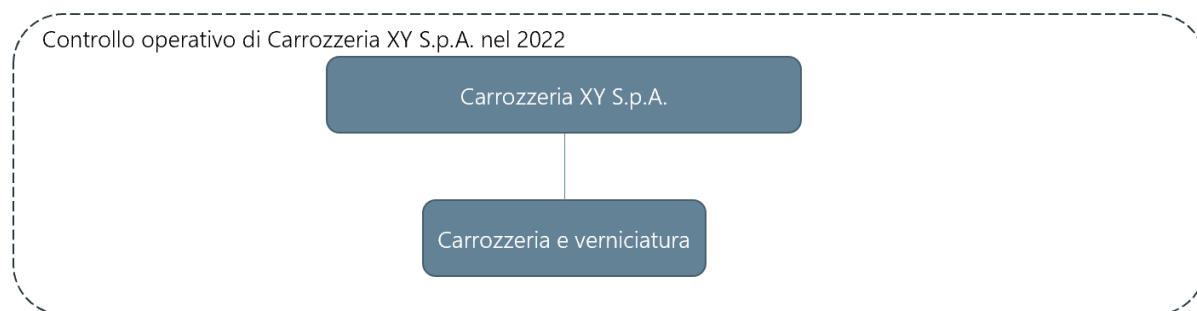 Controllo operativo di Carrozzeria XY S.p.A. nel 2022
Carrozzeria XY S.p.A.
Carrozzeria e verniciatura